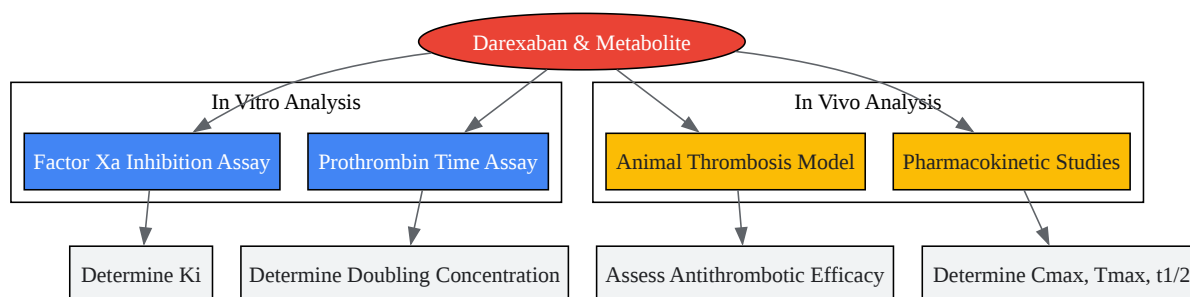 Darexaban & Metabolite
In Vitro Analysis
In Vivo Analysis
Factor Xa Inhibition Assay
Prothrombin Time Assay
Animal Thrombosis Model
Pharmacokinetic Studies
Determine Ki
Determine Doubling Concentration
Assess Antithrombotic Efficacy
Determine Cmax, Tmax, t1/2